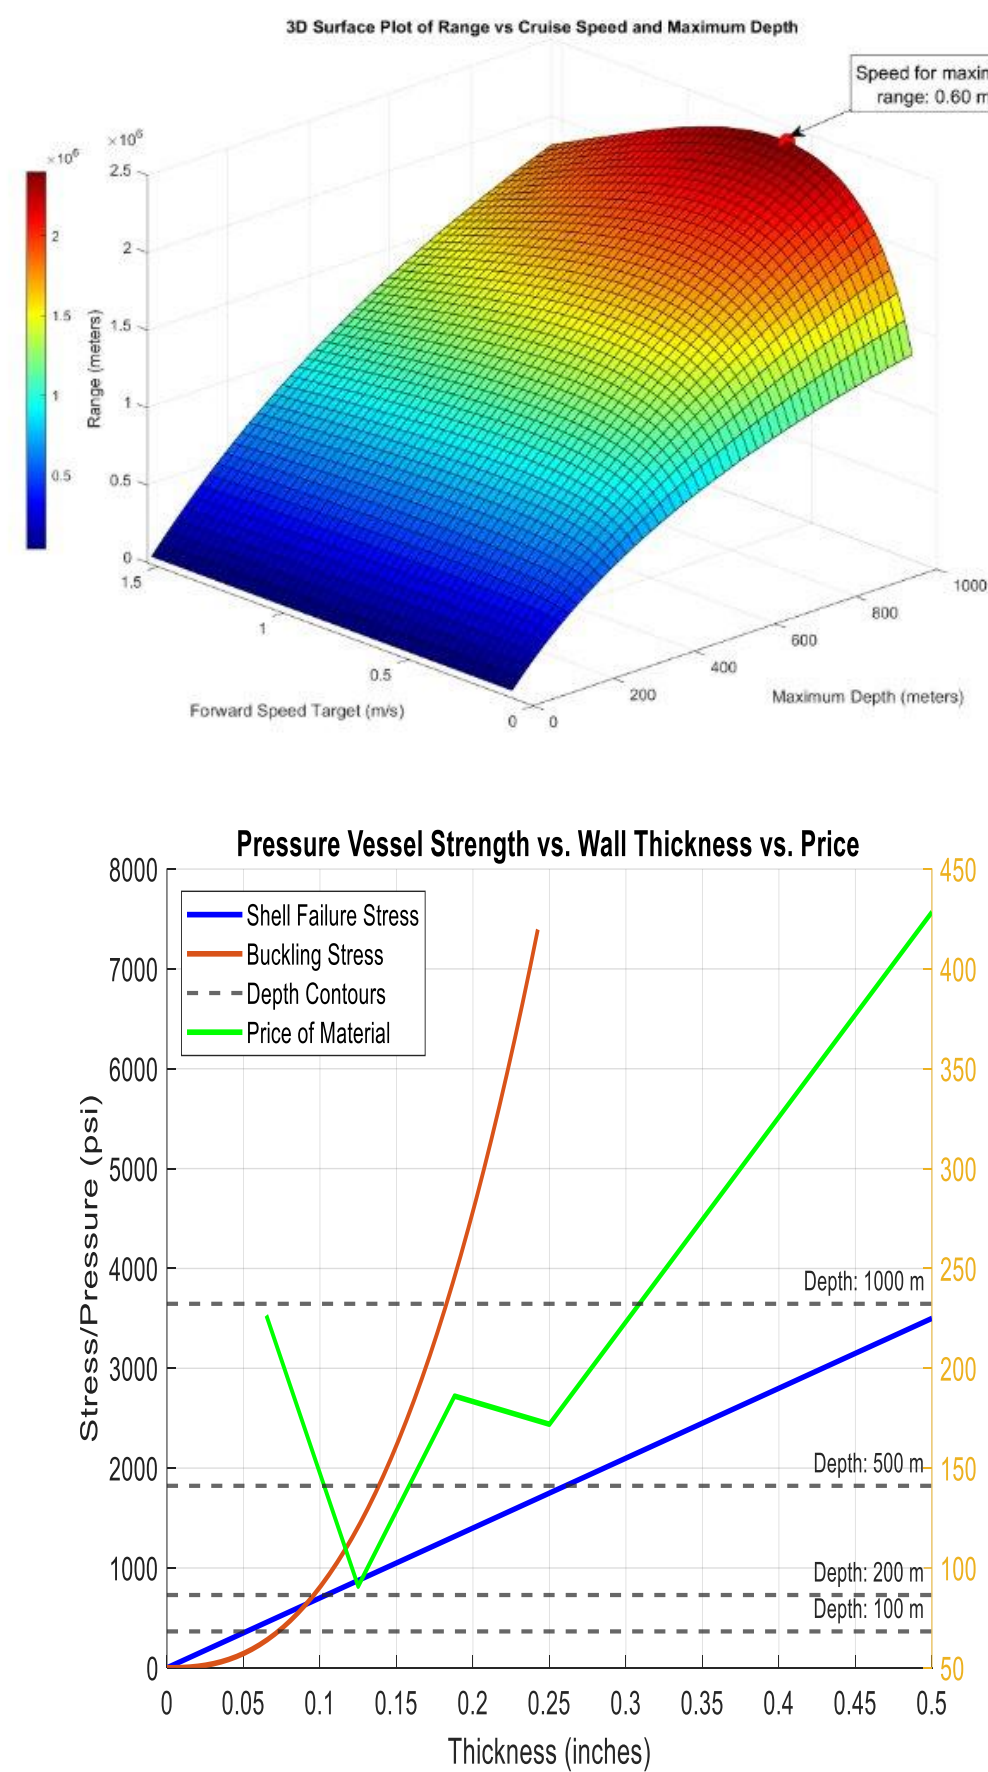 3D Surface Plot of Range vs Cruise Speed and Maximum Depth
Speed for maxim
range: 0.60 m
×10⁶
×10⁶
2.5
2
1.5
1
0.5
0
2
1.5
1
0.5
Range (meters)
1.5
1
0.5
0
Forward Speed Target (m/s)
0
200
400
600
800
1000
Maximum Depth (meters)
Pressure Vessel Strength vs. Wall Thickness vs. Price
Shell Failure Stress
Buckling Stress
Depth Contours
Price of Material
8000
7000
6000
5000
4000
3000
2000
1000
0
Stress/Pressure (psi)
450
400
350
300
250
200
150
100
50
Depth: 1000 m
Depth: 500 m
Depth: 200 m
Depth: 100 m
0 0.05 0.1 0.15 0.2 0.25 0.3 0.35 0.4 0.45 0.5
Thickness (inches)